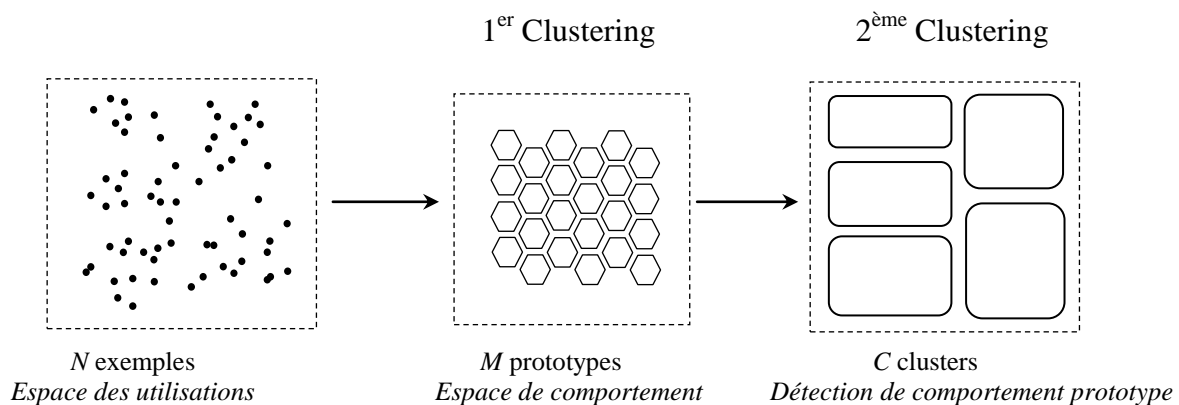 1er Clustering
2ème Clustering
N exemples
Espace des utilisations
M prototypes
Espace de comportement
C clusters
Détection de comportement prototype